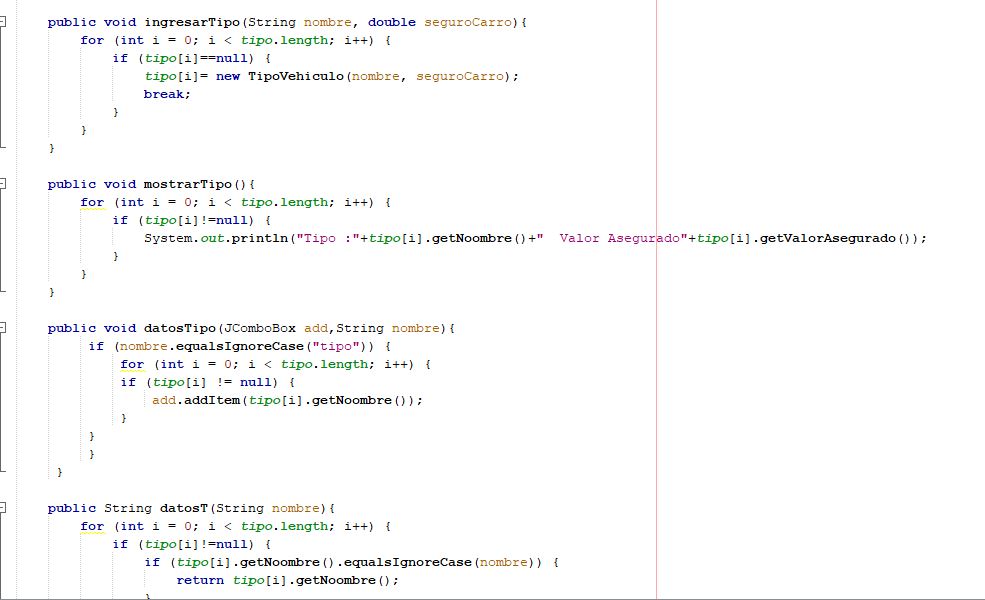 public void ingresarTipo(String nombre, double seguroCarro){
for (int i = 0; i < tipo.length; i++) {
if (tipo[i]==null) {
tipo[i]= new TipoVehiculo(nombre, seguroCarro);
break;
}
}
}
public void mostrarTipo(){
for (int i = 0; i < tipo.length; i++) {
if (tipo[i]!=null) {
System.out.println("Tipo :"+tipo[i].getNoombre()+"  Valor Asegurado"+tipo[i].getValorAsegurado());
}
}
}
public void datosTipo(JComboBox add,String nombre){
if (nombre.equalsIgnoreCase("tipo")) {
for (int i = 0; i < tipo.length; i++) {
if (tipo[i] != null) {
add.addItem(tipo[i].getNoombre());
}
}
}
}
public String datosT(String nombre){
for (int i = 0; i < tipo.length; i++) {
if (tipo[i]!=null) {
if (tipo[i].getNoombre().equalsIgnoreCase(nombre)) {
return tipo[i].getNoombre();
}